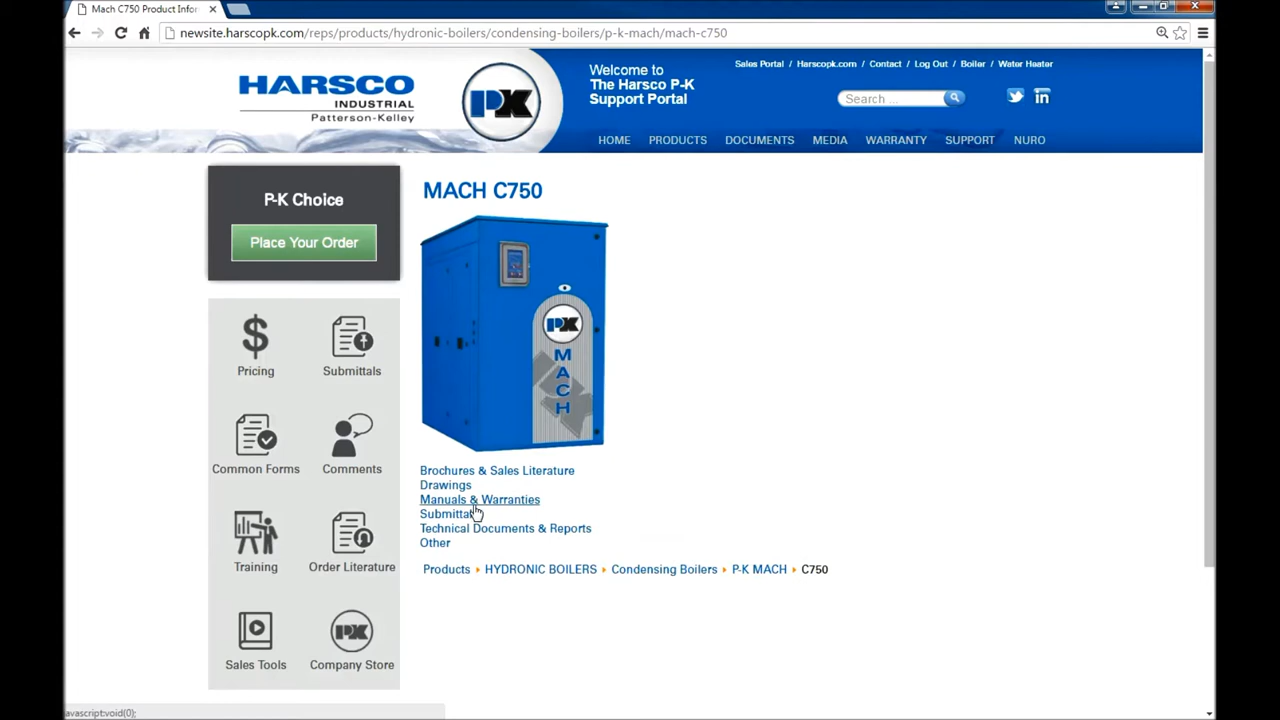 Mach C750 Product Infor
newsite.harscopk.com/reps/products/hydronic-boilers/condensing-boilers/p-k-mach/mach-c750
HARSCO
INDUSTRIAL
Patterson-Kelley
PK
Welcome to
The Harsco P-K
Support Portal
Sales Portal / Harscopk.com / Contact / Log Out / Boiler / Water Heater
Search ...
HOME PRODUCTS DOCUMENTS MEDIA WARRANTY SUPPORT NURO
P-K Choice
Place Your Order
Pricing
Submittals
Common Forms
Comments
Training
Order Literature
Sales Tools
PK
Company Store
MACH C750
PK
MACH
Brochures & Sales Literature
Drawings
Manuals & Warranties
Submittal
Technical Documents & Reports
Other
Products HYDRONIC BOILERS Condensing Boilers P-K MACH C750
avascript:void(0);